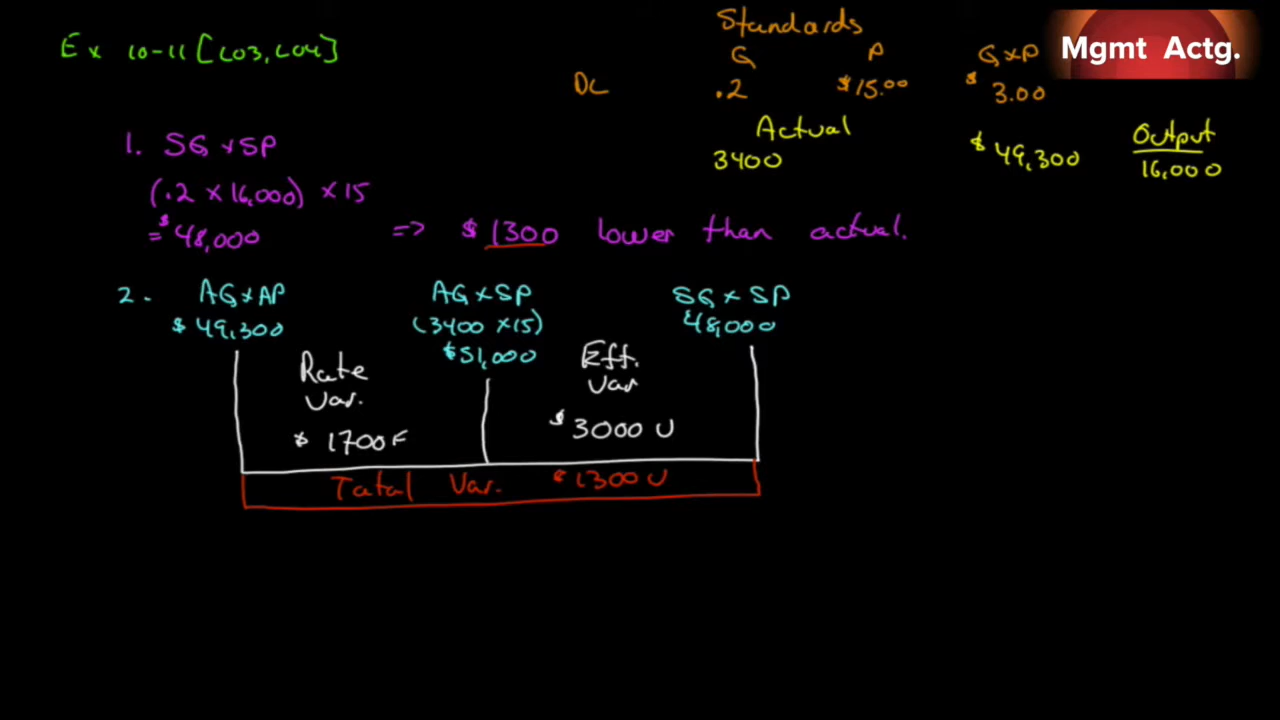 Ex 10-11 [LO3, LO4]
Standards
Mgmt Actg.
Q P QxP
DL .2 $15.00 $3.00
Actual
3400 $49,300
Output
16,000
1. SQ x SP
(.2 x 16,000) x 15
= $48,000 => $1300 lower than actual.
2. AQ x AP AQ x SP SQ x SP
$49,300 (3400 x 15) 48,000
$51,000
Rate Var.
$1700 F
Eff. Var
$3000 U
Total Var. $1300 U